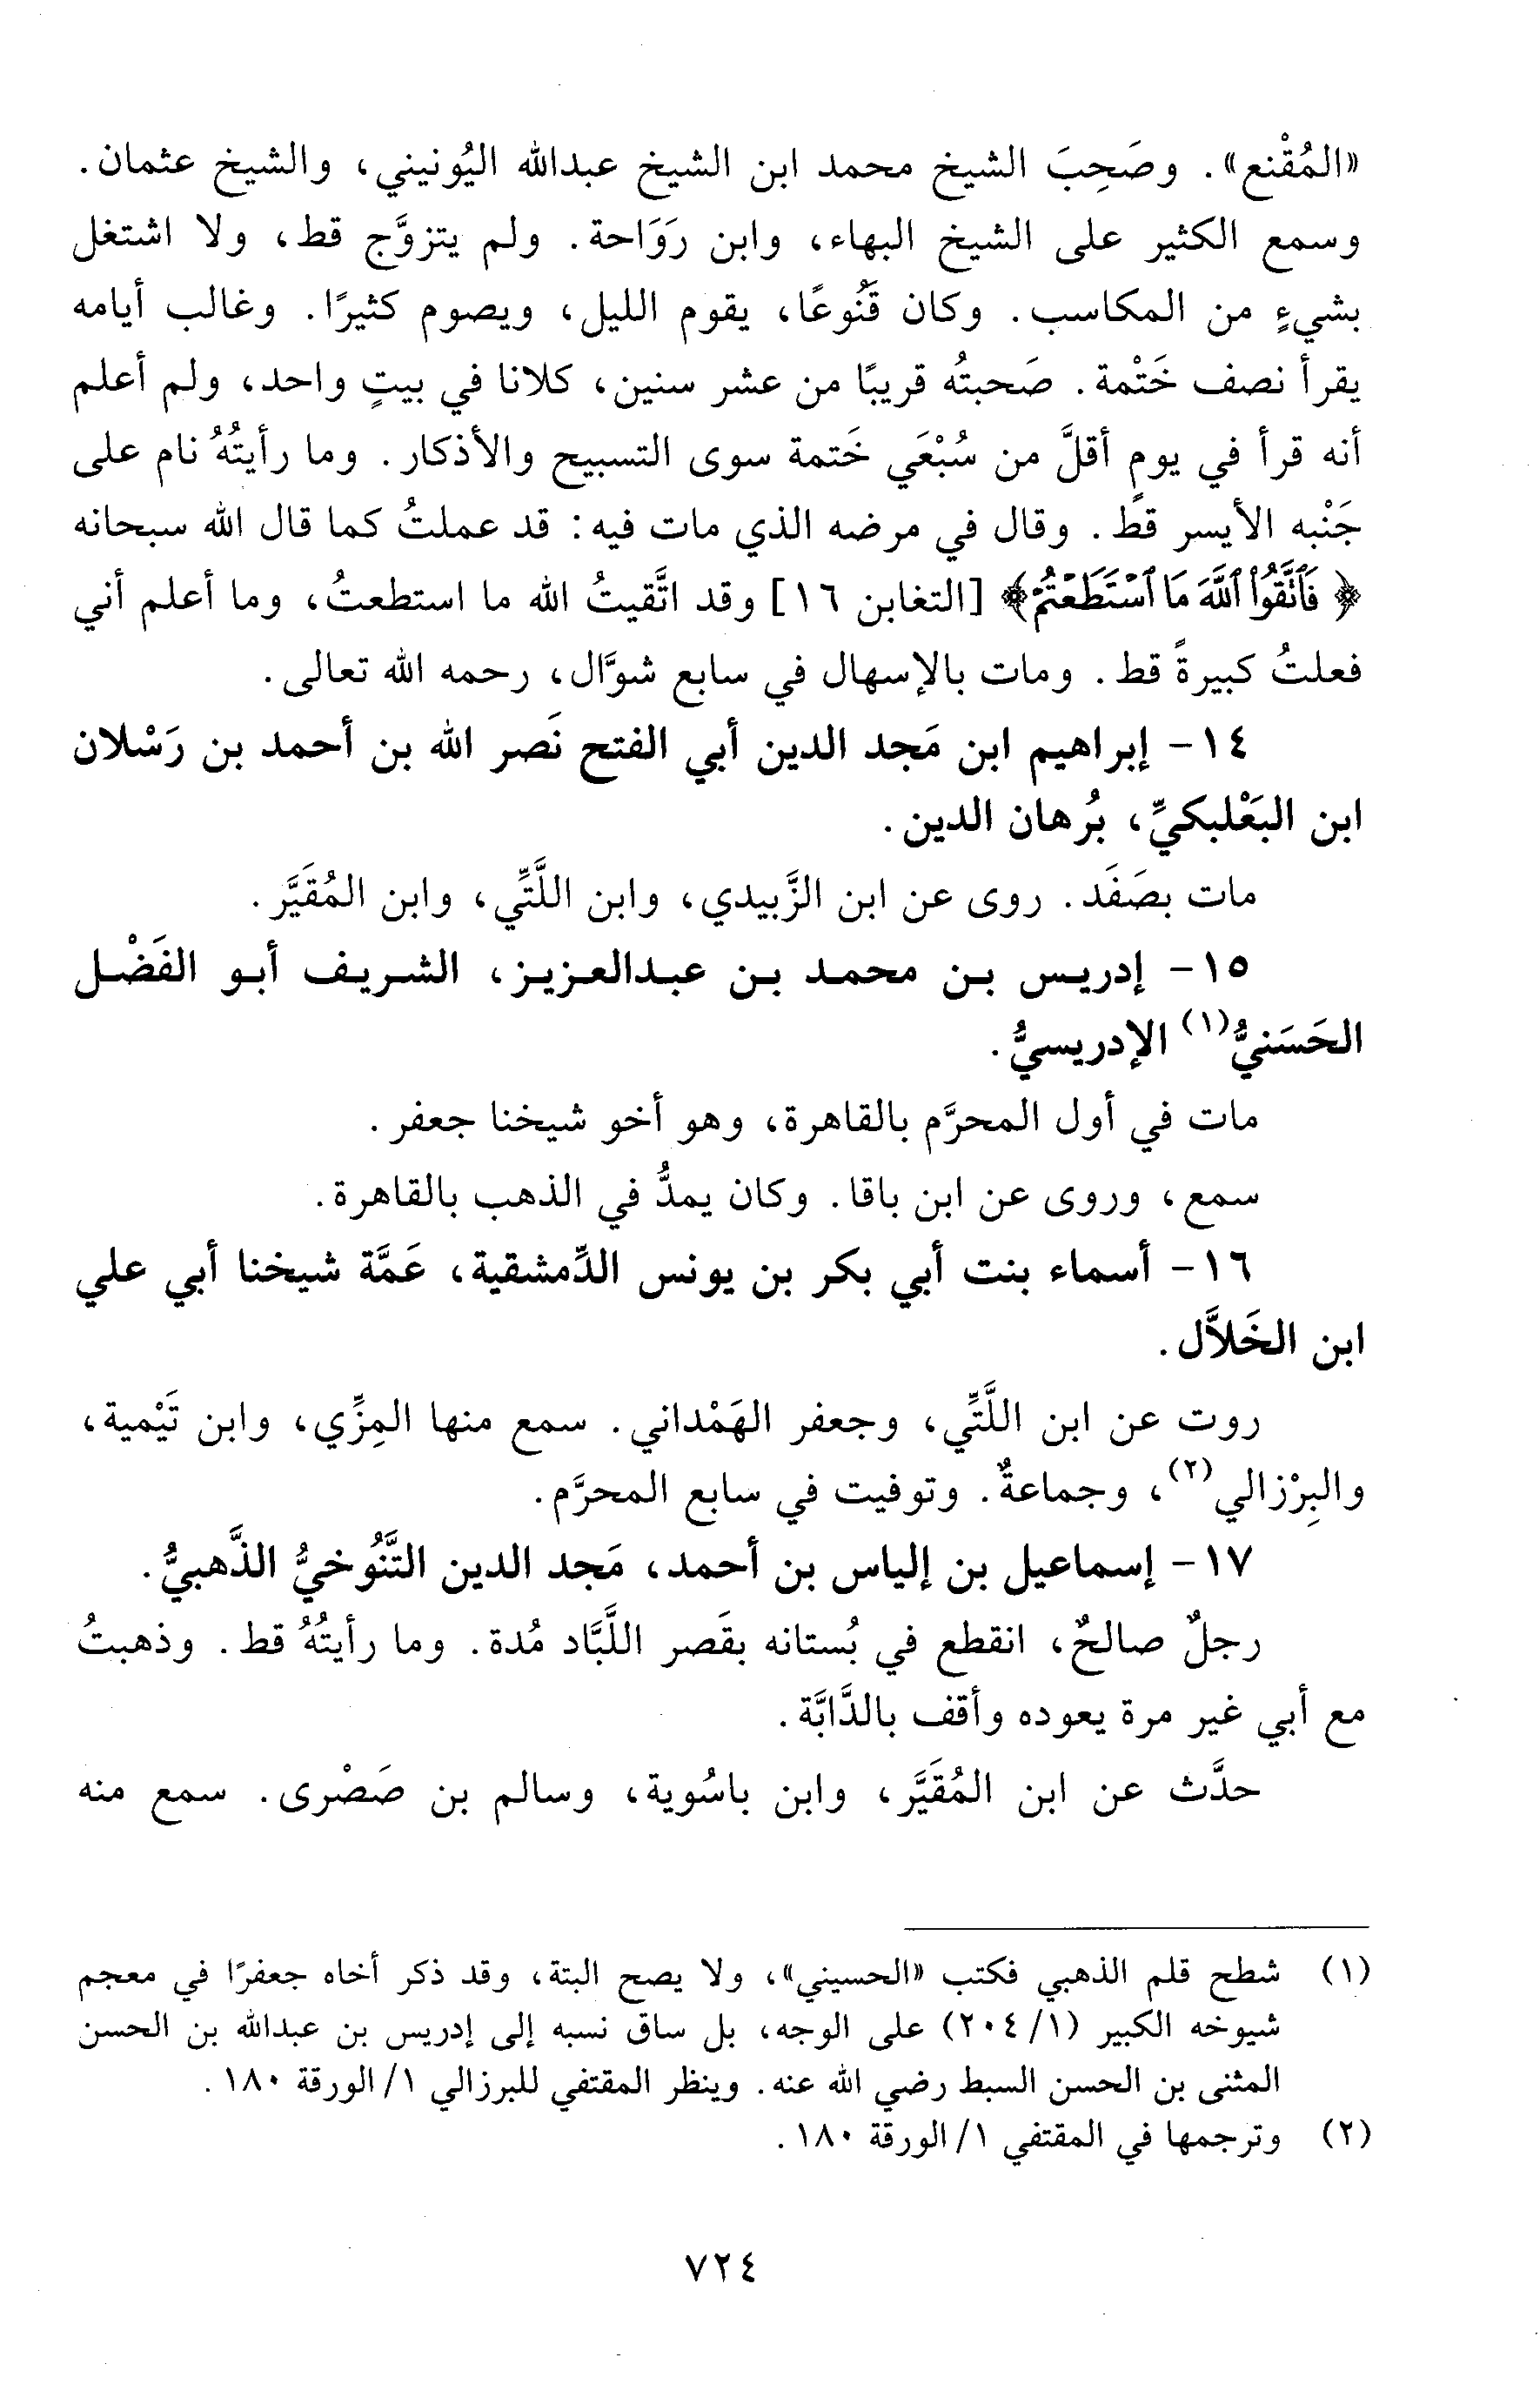 «المُقْنع». وصَحِبَ الشيخ محمد ابن الشيخ عبدالله اليُونيني، والشيخ عثمان.
وسمع الكثير على الشيخ البهاء، وابن رَوَاحة. ولم يتزوَّج قط، ولا اشتغل
بشيءٍ من المكاسب. وكان قَنُوعًا، يقوم الليل، ويصوم كثيرًا. وغالب أيامه
يقرأ نصف خَتْمة. صَحبتُه قريبًا من عشر سنين، كلانا في بيتٍ واحد، ولم أعلم
أنه قرأ في يومٍ أقلَّ من سُبْعَي خَتمة سوى التسبيح والأذكار. وما رأيتُهُ نام على
جَنْبه الأيسر قط. وقال في مرضه الذي مات فيه: قد عملتُ كما قال الله سبحانه
﴿فَٱتَّقُوا۟ ٱللَّهَ مَا ٱسْتَطَعْتُمْ﴾ [التغابن ١٦] وقد اتَّقيتُ الله ما استطعتُ، وما أعلم أني
فعلتُ كبيرةً قط. ومات بالإسهال في سابع شوَّال، رحمه الله تعالى.
١٤- إبراهيم ابن مَجد الدين أبي الفتح نَصر الله بن أحمد بن رَسْلان
ابن البَعْلبكيِّ، بُرهان الدين.
مات بصَفَد. روى عن ابن الزَّبيدي، وابن اللَّتِّي، وابن المُقَيَّر.
١٥- إدريس بن محمد بن عبدالعزيز، الشريف أبو الفَضْل
الحَسَنيُّ(١) الإدريسيُّ.
مات في أول المحرَّم بالقاهرة، وهو أخو شيخنا جعفر.
سمع، وروى عن ابن باقا. وكان يمدُّ في الذهب بالقاهرة.
١٦- أسماء بنت أبي بكر بن يونس الدِّمشقية، عَمَّة شيخنا أبي علي
ابن الخَلاَّل.
روت عن ابن اللَّتِّي، وجعفر الهَمْداني. سمع منها المِزِّي، وابن تَيْمية،
والبِرْزالي(٢)، وجماعةٌ. وتوفيت في سابع المحرَّم.
١٧- إسماعيل بن إلياس بن أحمد، مَجد الدين التَّنُوخيُّ الذَّهبيُّ.
رجلٌ صالحٌ، انقطع في بُستانه بقَصر اللَّبَّاد مُدة. وما رأيتُهُ قط. وذهبتُ
مع أبي غير مرة يعوده وأقف بالدَّابَّة.
حدَّث عن ابن المُقَيَّر، وابن باسُوية، وسالم بن صَصْرى. سمع منه
(١) شطح قلم الذهبي فكتب «الحسيني»، ولا يصح البتة، وقد ذكر أخاه جعفرًا في معجم
شيوخه الكبير (١/ ٢٠٤) على الوجه، بل ساق نسبه إلى إدريس بن عبدالله بن الحسن
المثنى بن الحسن السبط رضي الله عنه. وينظر المقتفي للبرزالي ١/ الورقة ١٨٠.
(٢) وترجمها في المقتفي ١/ الورقة ١٨٠.
٧٢٤